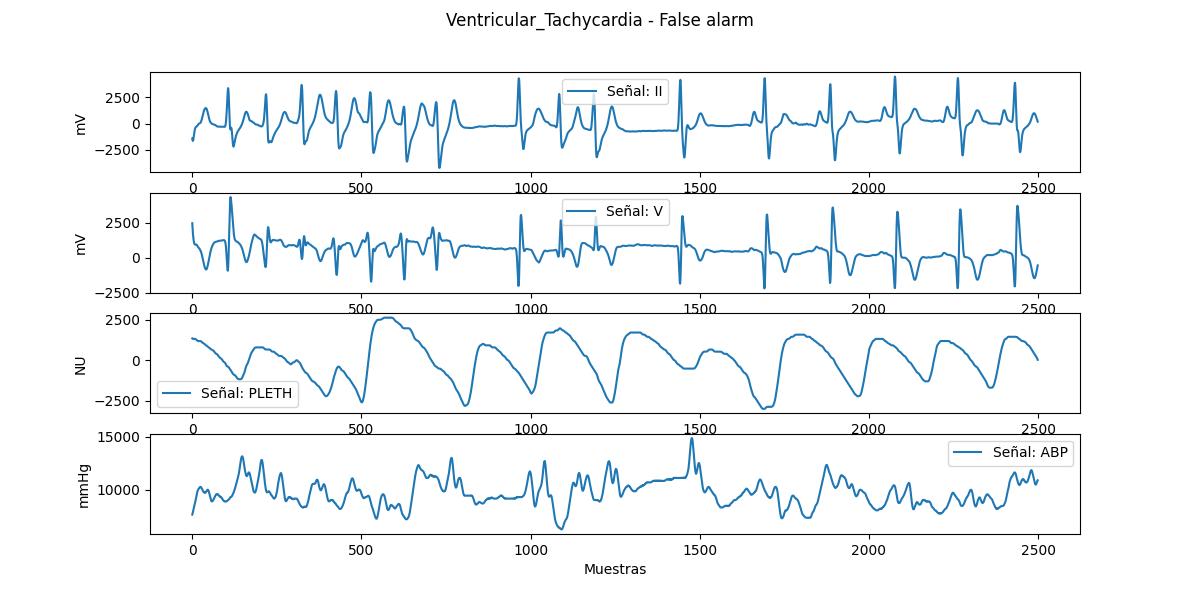 Ventricular_Tachycardia - False alarm
2500
0
−2500
mV
Señal: II
0 500 1000 1500 2000 2500
2500
0
−2500
mV
Señal: V
0 500 1000 1500 2000 2500
2500
0
−2500
NU
Señal: PLETH
0 500 1000 1500 2000 2500
15000
10000
mmHg
Señal: ABP
0 500 1000 1500 2000 2500
Muestras